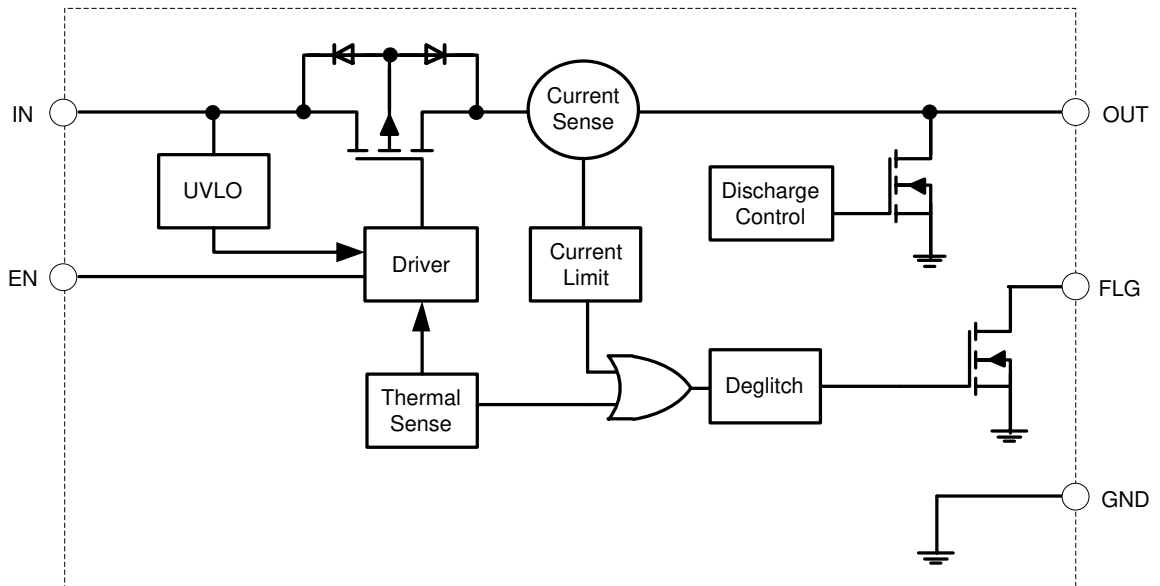 IN
Current
Sense
OUT
UVLO
Discharge
Control
Driver
Current
Limit
EN
FLG
Thermal
Sense
Deglitch
GND